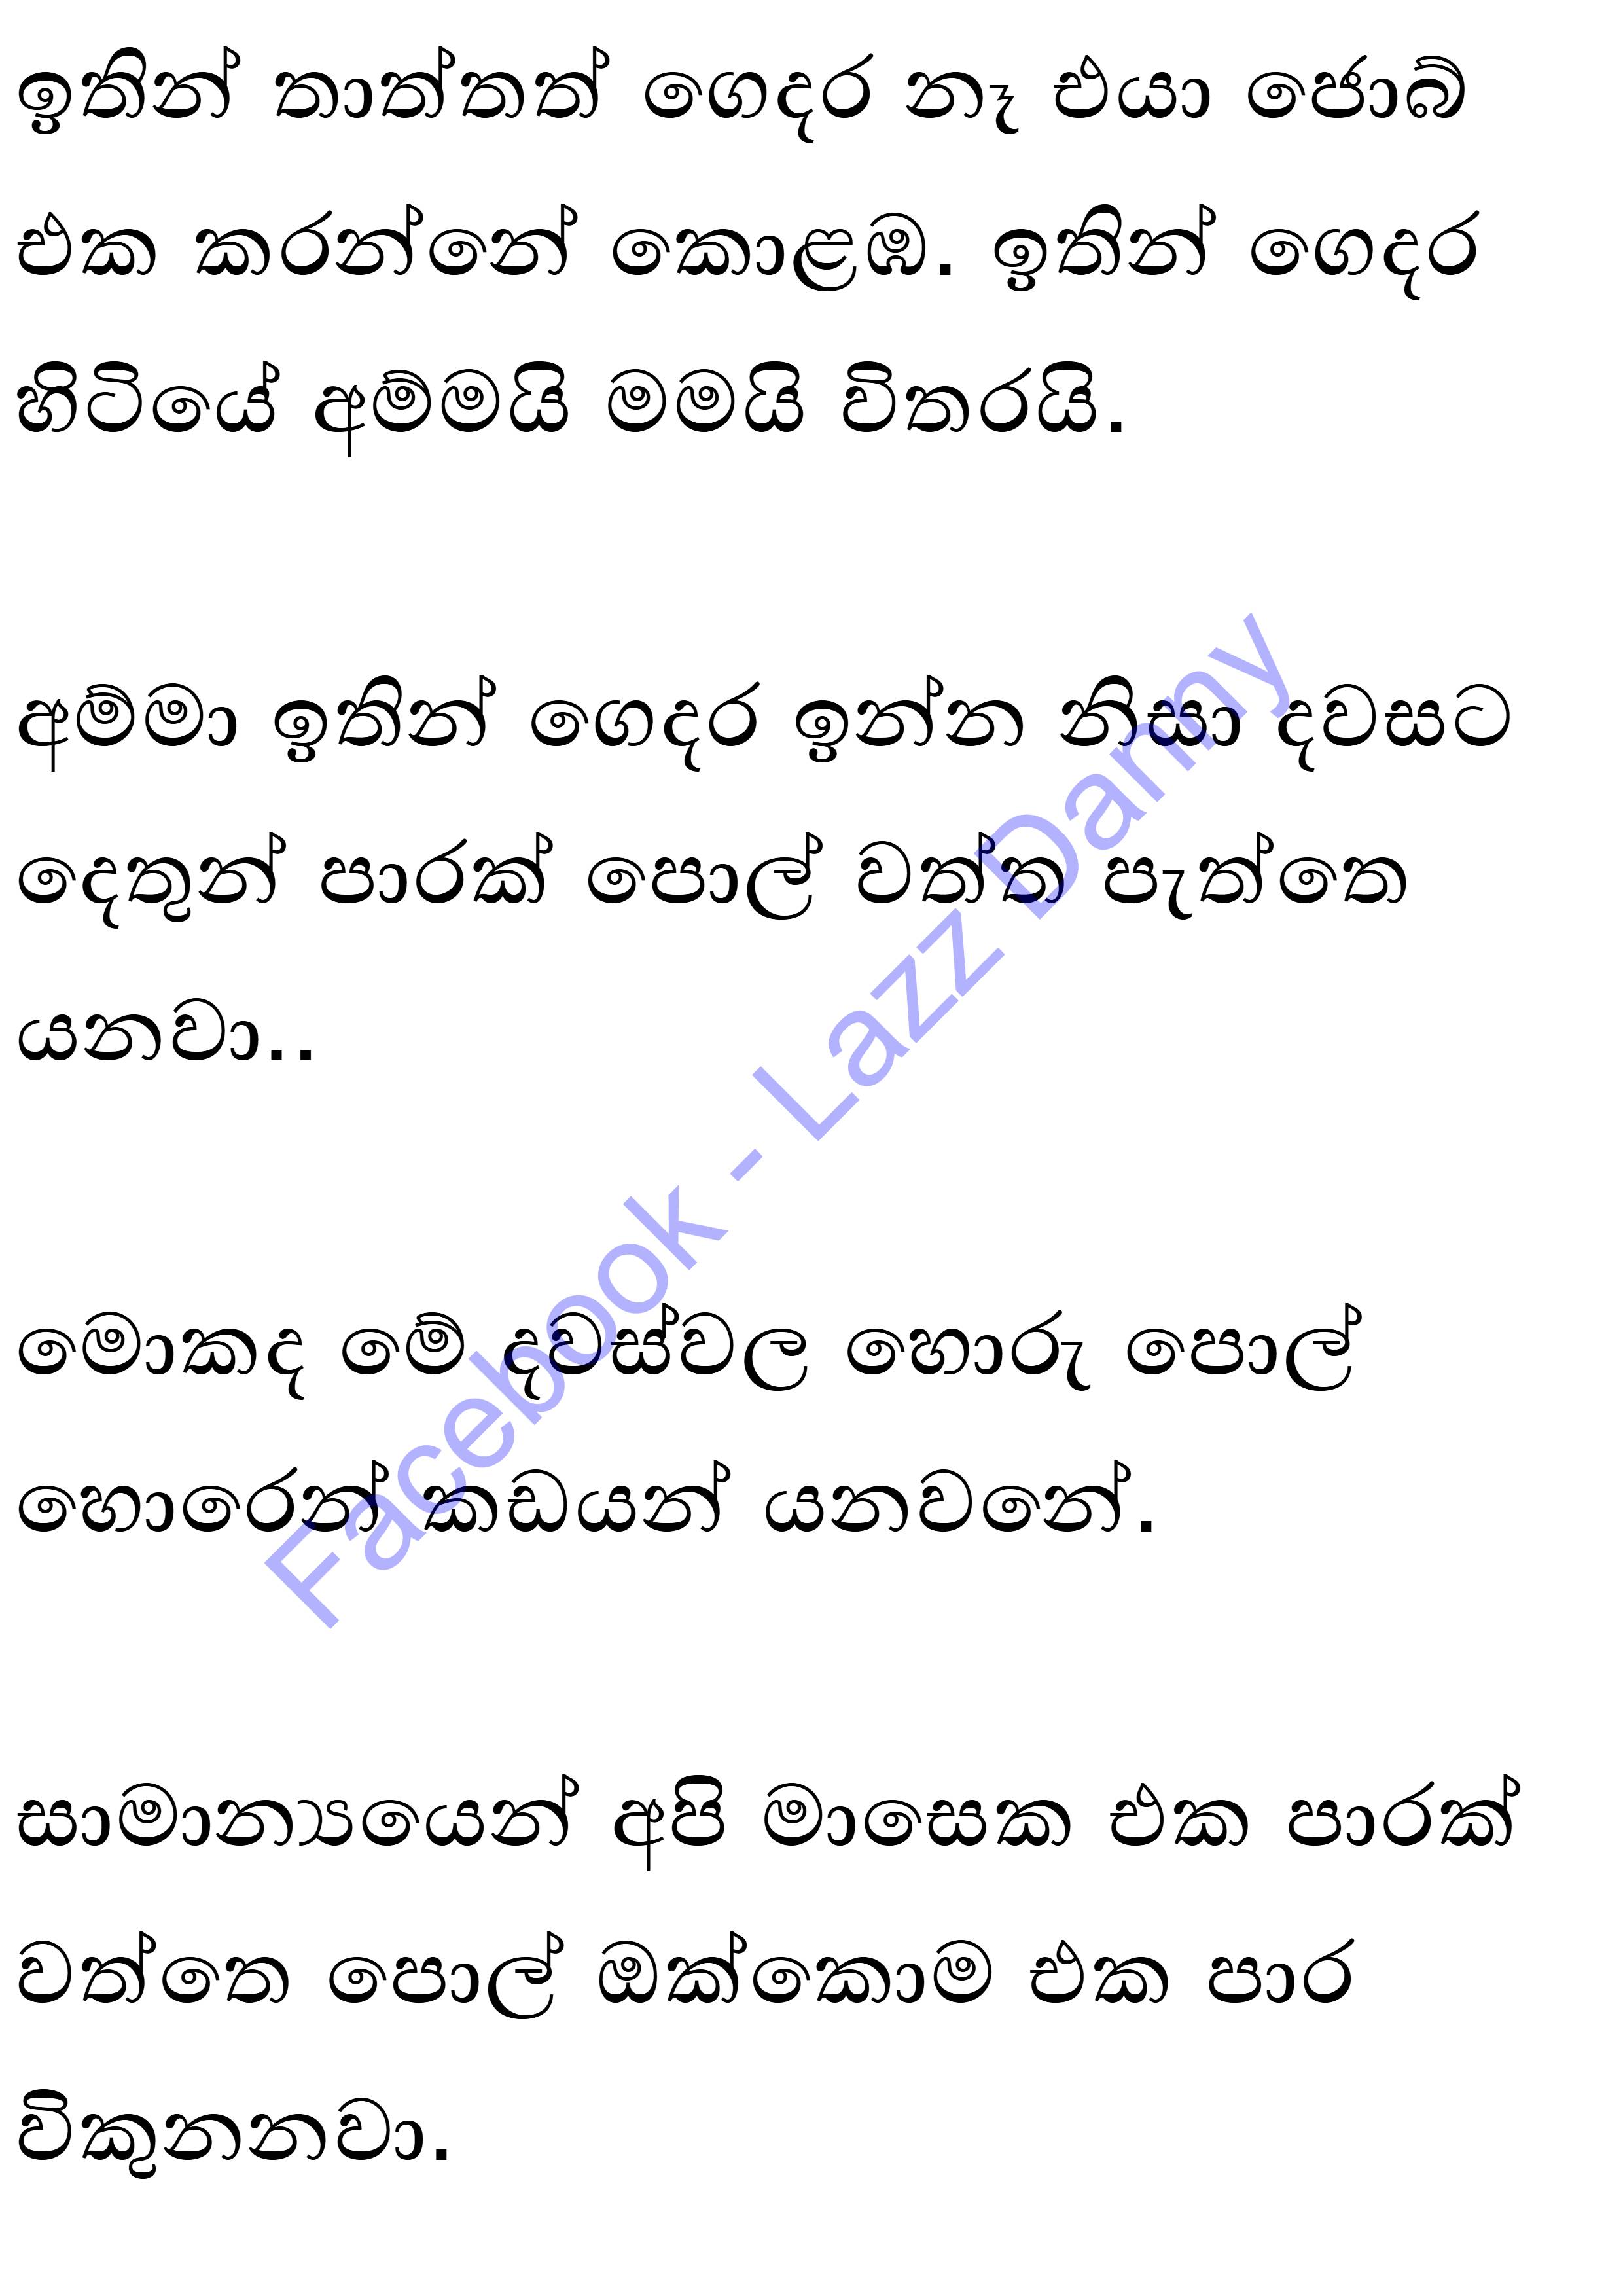 ඉතින් තාත්තත් ගෙදර නෑ එයා ජොබ්
එක කරන්නේ කොළඹ. ඉතින් ගෙදර
හිටියේ අම්මයි මමයි විතරයි.
අම්මා ඉතින් ගෙදර ඉන්න නිසා දවසට
දෙතුන් පාරක් පොල් වත්ත පැත්තෙ
යනවා..
මොකද මේ දවස්වල හොරු පොල්
හොරෙන් කඩයන් යනවනේ.
සාමාන්‍යයෙන් අපි මාසෙක එක පාරක්
වත්තෙ පොල් ඔක්කොම එක පාර
විකුනනවා.
Facebook - Lazz Danny